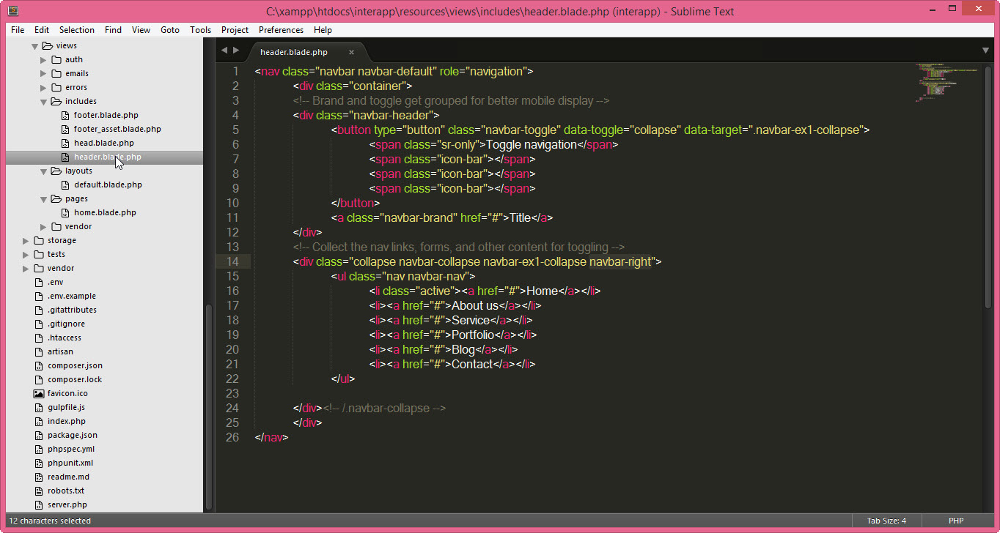 C:\xampp\htdocs\interapp\resources\views\includes\header.blade.php (interapp) - Sublime Text
File Edit Selection Find View Goto Tools Project Preferences Help
views
auth
emails
errors
includes
footer.blade.php
footer_asset.blade.php
head.blade.php
header.blade.php
layouts
default.blade.php
pages
home.blade.php
vendor
storage
tests
vendor
.env
.env.example
.gitattributes
.gitignore
.htaccess
artisan
composer.json
composer.lock
favicon.ico
gulpfile.js
index.php
package.json
phpspec.yml
phpunit.xml
readme.md
robots.txt
server.php
header.blade.php ×
1 <nav class="navbar navbar-default" role="navigation">
2 <div class="container">
3 <!-- Brand and toggle get grouped for better mobile display -->
4 <div class="navbar-header">
5 <button type="button" class="navbar-toggle" data-toggle="collapse" data-target=".navbar-ex1-collapse">
6 <span class="sr-only">Toggle navigation</span>
7 <span class="icon-bar"></span>
8 <span class="icon-bar"></span>
9 <span class="icon-bar"></span>
10 </button>
11 <a class="navbar-brand" href="#">Title</a>
12 </div>
13 <!-- Collect the nav links, forms, and other content for toggling -->
14 <div class="collapse navbar-collapse navbar-ex1-collapse navbar-right">
15 <ul class="nav navbar-nav">
16 <li class="active"><a href="#">Home</a></li>
17 <li><a href="#">About us</a></li>
18 <li><a href="#">Service</a></li>
19 <li><a href="#">Portfolio</a></li>
20 <li><a href="#">Blog</a></li>
21 <li><a href="#">Contact</a></li>
22 </ul>
23
24 </div><!-- /.navbar-collapse -->
25 </div>
26 </nav>
12 characters selected
Tab Size: 4
PHP